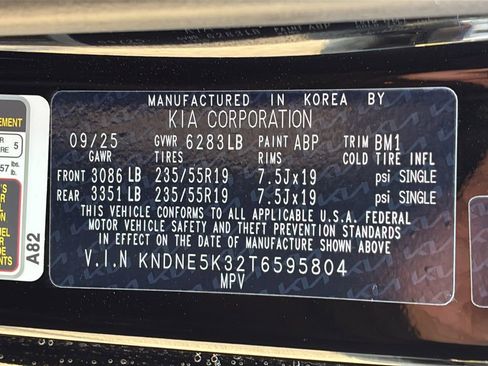 MANUFACTURED IN KOREA BY
KIA CORPORATION
09/25 GVWR 6283LB PAINT ABP TRIM BM1
GAWR TIRES RIMS COLD TIRE INFL
FRONT 3086 LB 235/55R19 7.5Jx19 psi SINGLE
REAR 3351 LB 235/55R19 7.5Jx19 psi SINGLE
THIS VEHICLE CONFORMS TO ALL APPLICABLE U.S.A. FEDERAL
MOTOR VEHICLE SAFETY AND THEFT PREVENTION STANDARDS
IN EFFECT ON THE DATE OF MANUFACTURE SHOWN ABOVE
V.I.N KNDNE5K32T6595804
MPV
A82
5
lbs.